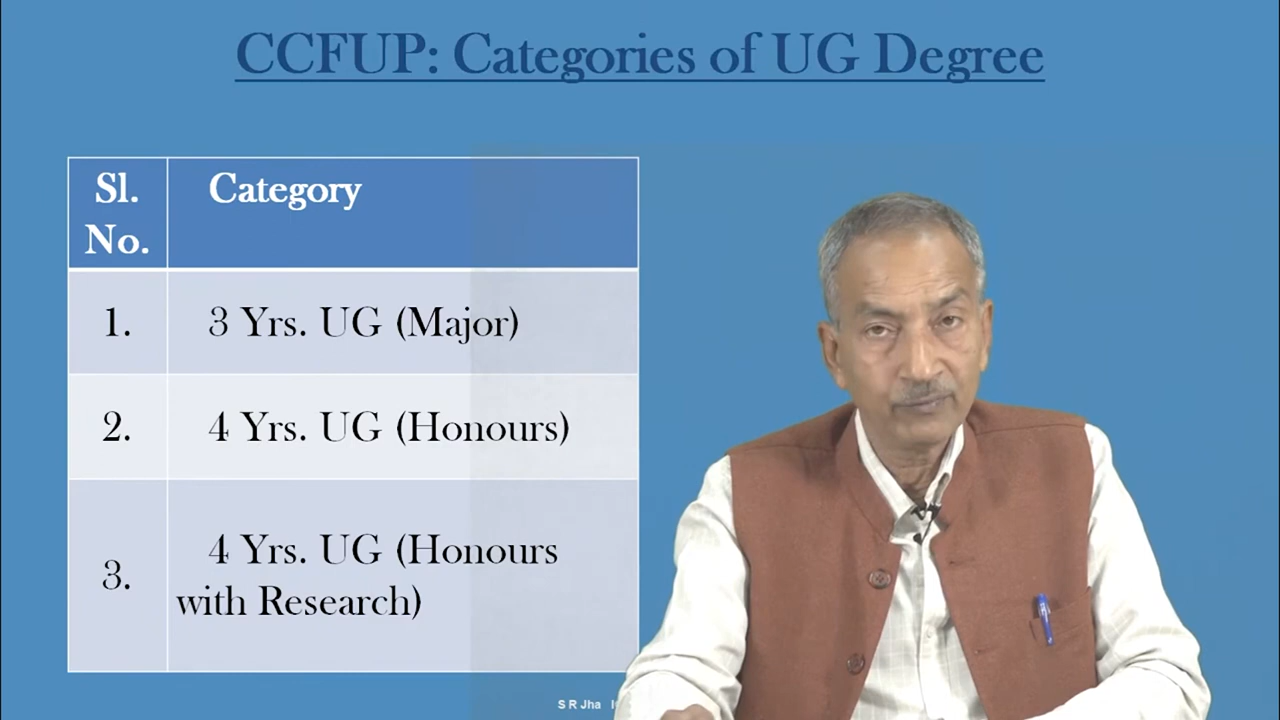 CCFUP: Categories of UG Degree
Sl. No.
Category
1.
3 Yrs. UG (Major)
2.
4 Yrs. UG (Honours)
3.
4 Yrs. UG (Honours
with Research)
S R Jha